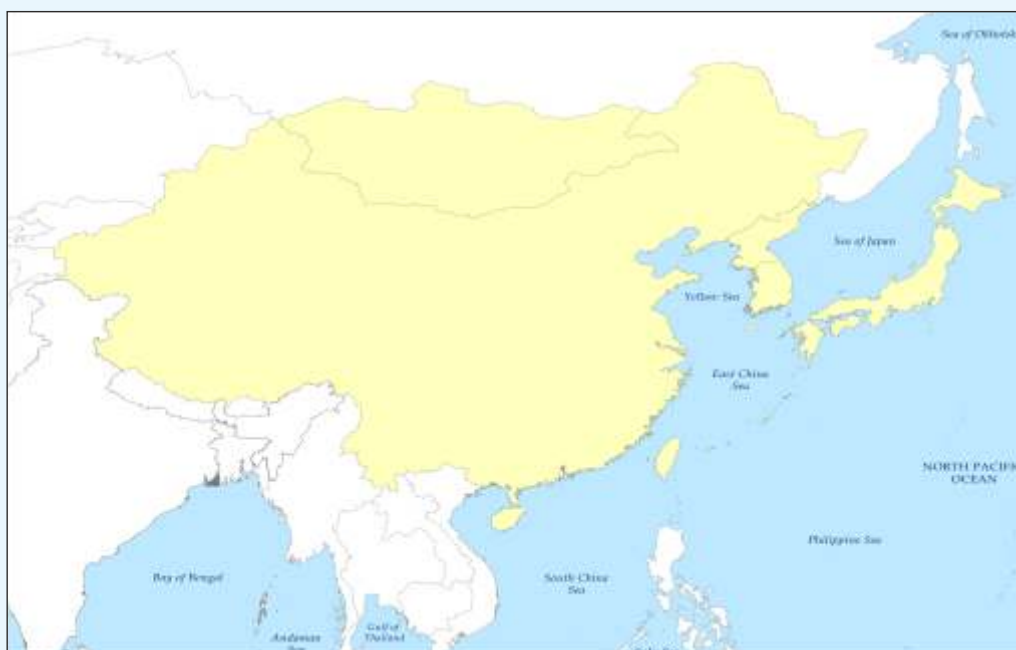 Sea of Okhotsk
Sea of Japan
Yellow Sea
East China
Sea
NORTH PACIFIC
OCEAN
Philippine Sea
Bay of Bengal
South China
Sea
Gulf of
Thailand
Andaman